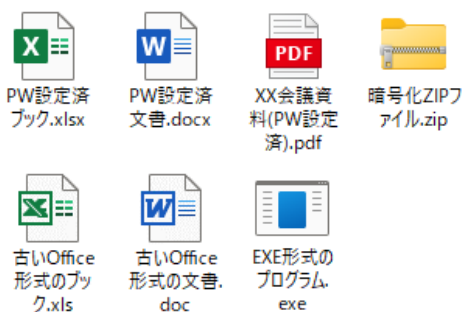 X
PW設定済
ブック.xlsx
W
PW設定済
文書.docx
PDF
XX会議資
料(PW設定
済).pdf
暗号化ZIPフ
ァイル.zip
X
古いOffice
形式のブッ
ク.xls
W
古いOffice
形式の文書.
doc
EXE形式の
プログラム.
exe